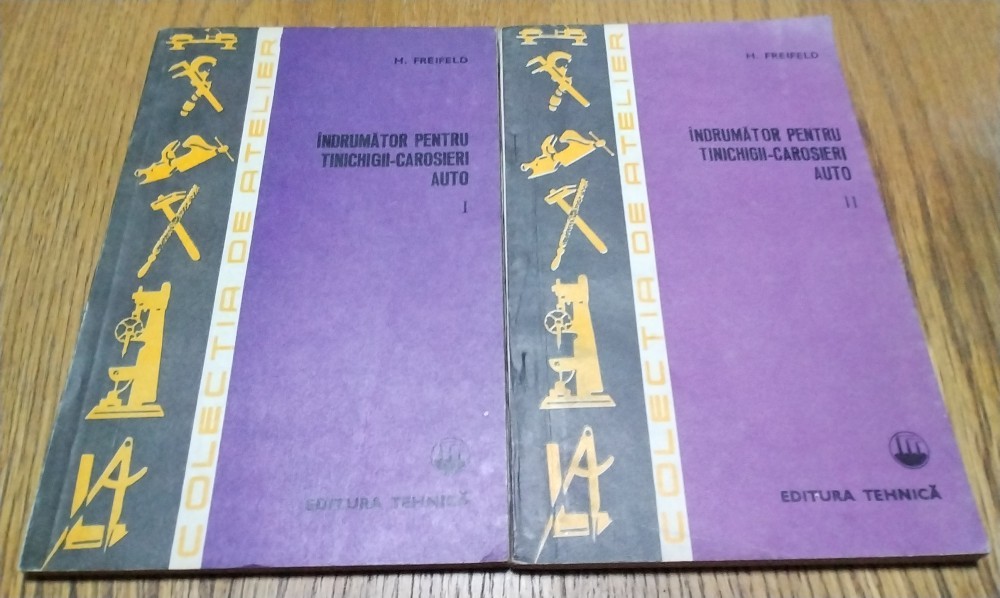 COLECȚIA DE ATELIER
H. FREIFELD
ÎNDRUMĂTOR PENTRU
TINICHIGII-CAROSIERI
AUTO
I
EDITURA TEHNICĂ
COLECȚIA DE ATELIER
H. FREIFELD
ÎNDRUMĂTOR PENTRU
TINICHIGII-CAROSIERI
AUTO
II
EDITURA TEHNICĂ